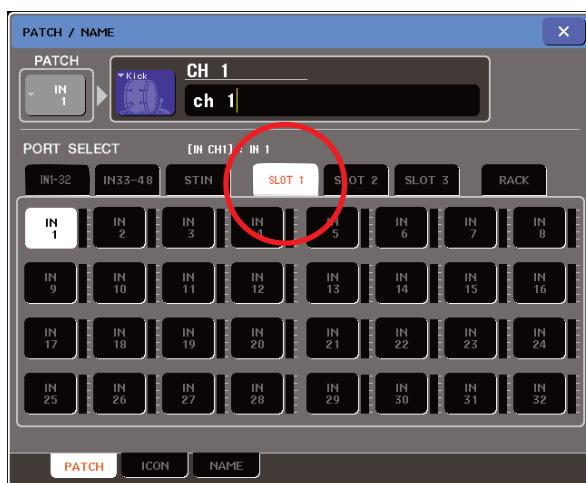 PATCH / NAME
PATCH
IN 1
Kick
CH 1
ch 1
PORT SELECT [IN CH1] : IN 1
IN1-32 IN33-48 STIN SLOT 1 SLOT 2 SLOT 3 RACK
IN 1 IN 2 IN 3 IN 4 IN 5 IN 6 IN 7 IN 8
IN 9 IN 10 IN 11 IN 12 IN 13 IN 14 IN 15 IN 16
IN 17 IN 18 IN 19 IN 20 IN 21 IN 22 IN 23 IN 24
IN 25 IN 26 IN 27 IN 28 IN 29 IN 30 IN 31 IN 32
PATCH ICON NAME